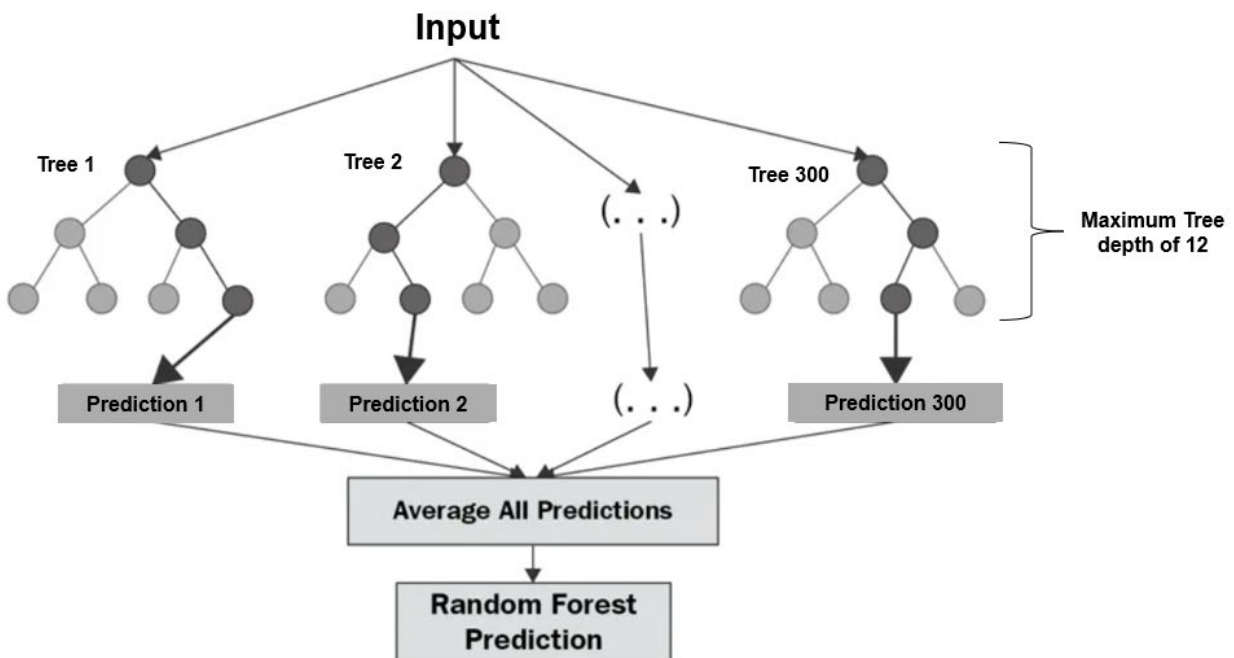 Input
Tree 1
Tree 2
Tree 300
(. . .)
Maximum Tree
depth of 12
Prediction 1
Prediction 2
(. . .)
Prediction 300
Average All Predictions
Random Forest
Prediction